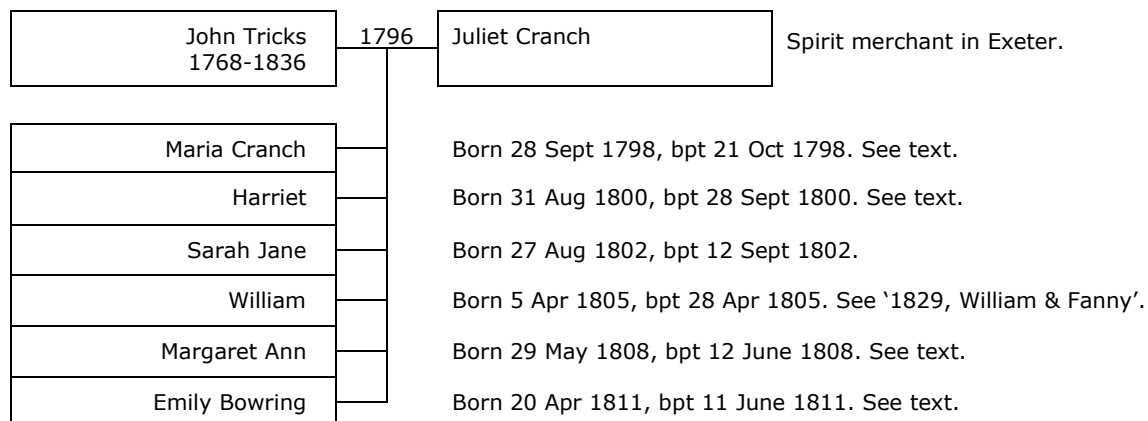 John Tricks 1796 Juliet Cranch Spirit merchant in Exeter.
1768-1836
Maria Cranch Born 28 Sept 1798, bpt 21 Oct 1798. See text.
Harriet Born 31 Aug 1800, bpt 28 Sept 1800. See text.
Sarah Jane Born 27 Aug 1802, bpt 12 Sept 1802.
William Born 5 Apr 1805, bpt 28 Apr 1805. See ‘1829, William & Fanny’.
Margaret Ann Born 29 May 1808, bpt 12 June 1808. See text.
Emily Bowring Born 20 Apr 1811, bpt 11 June 1811. See text.